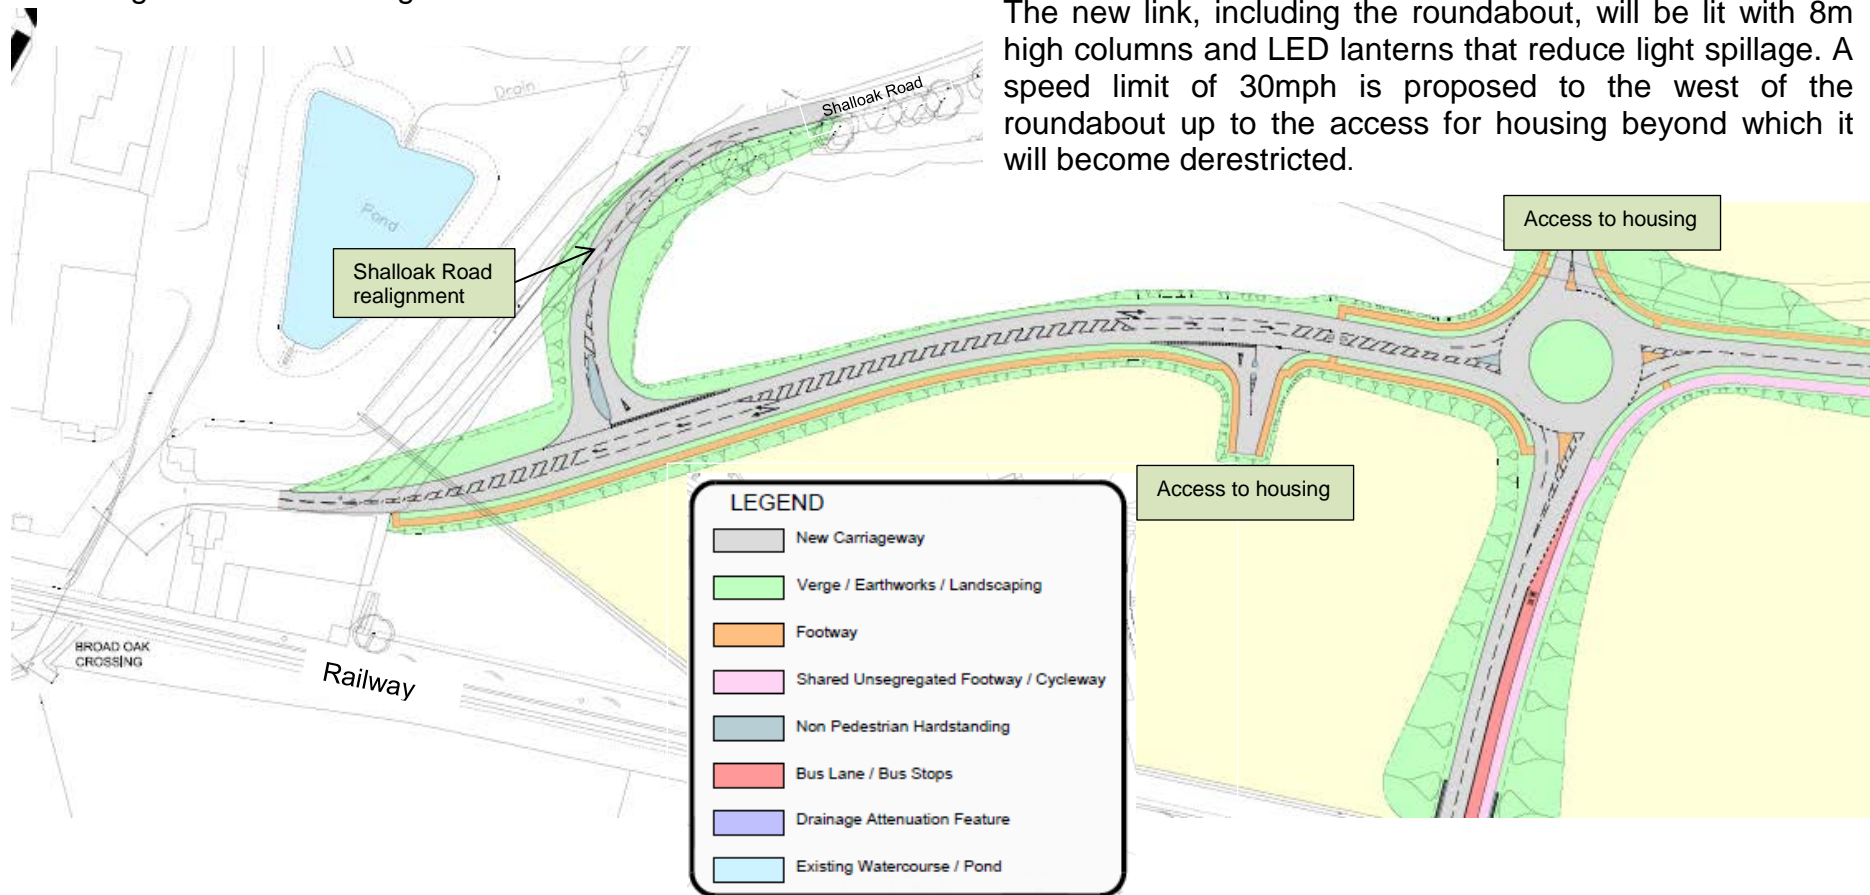 The new link, including the roundabout, will be lit with 8m
high columns and LED lanterns that reduce light spillage. A
speed limit of 30mph is proposed to the west of the
roundabout up to the access for housing beyond which it
will become derestricted.
Drain
Shalloak Road
Pond
Access to housing
Shalloak Road
realignment
Access to housing
BROAD OAK
CROSSING
Railway
LEGEND
New Carriageway
Verge / Earthworks / Landscaping
Footway
Shared Unsegregated Footway / Cycleway
Non Pedestrian Hardstanding
Bus Lane / Bus Stops
Drainage Attenuation Feature
Existing Watercourse / Pond